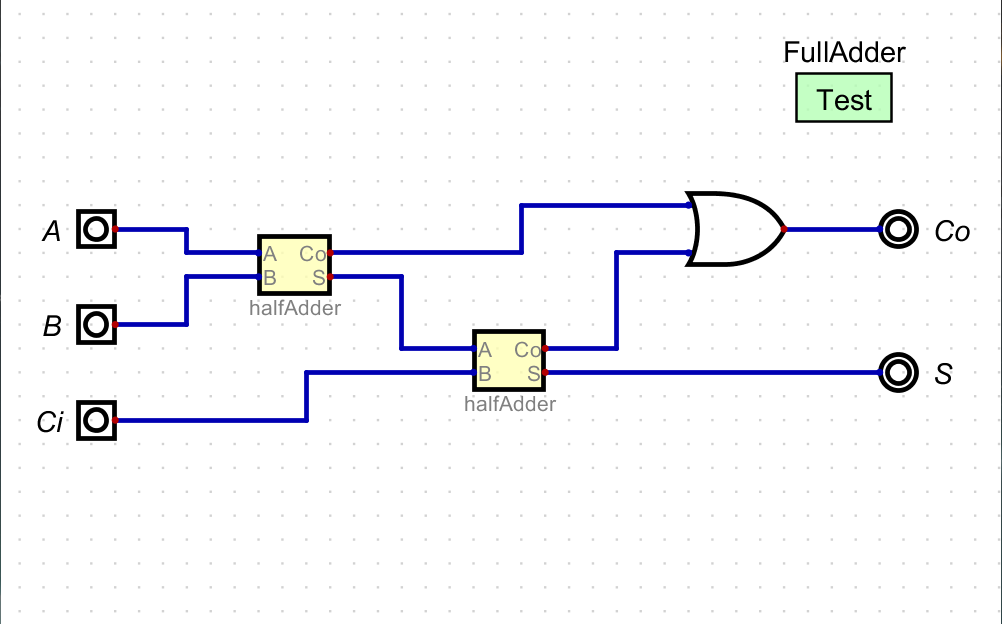 FullAdder
Test
A
B
Ci
A Co
B S
halfAdder
A Co
B S
halfAdder
Co
S